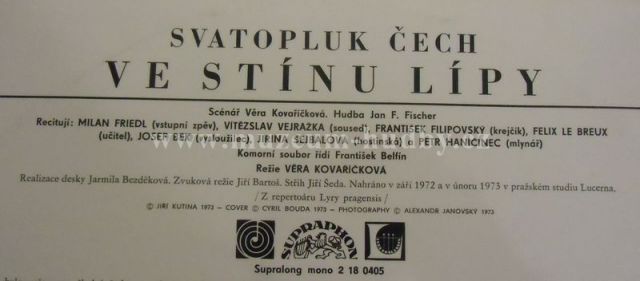 SVATOPLUK ČECH
VE STÍNU LÍPY
Scénář Věra Kovaříčková. Hudba Jan F. Fischer
Recitují: MILAN FRIEDL (vstupní zpěv), VÍTĚZSLAV VEJRAŽKA (soused), FRANTIŠEK FILIPOVSKÝ (krejčík), FELIX LE BREUX
(učitel), JOSEF BEK (vysloužilec), JIŘINA ŠEJBALOVÁ (hostinská) a PETR HANIČINEC (mlynář)
Komorní soubor řídí František Belfín
Režie VĚRA KOVAŘÍČKOVÁ
Realizace desky Jarmila Bezděková. Zvuková režie Jiří Bartoš. Střih Jiří Šeda. Nahráno v září 1972 a v únoru 1973 v pražském studiu Lucerna.
/ Z repertoáru Lyry pragensis /
© JIŘÍ KUTINA 1973 – COVER © CYRIL BOUDA 1973 – PHOTOGRAPHY © ALEXANDR JANOVSKÝ 1973
SUPRAPHON
Supralong mono 2 18 0405